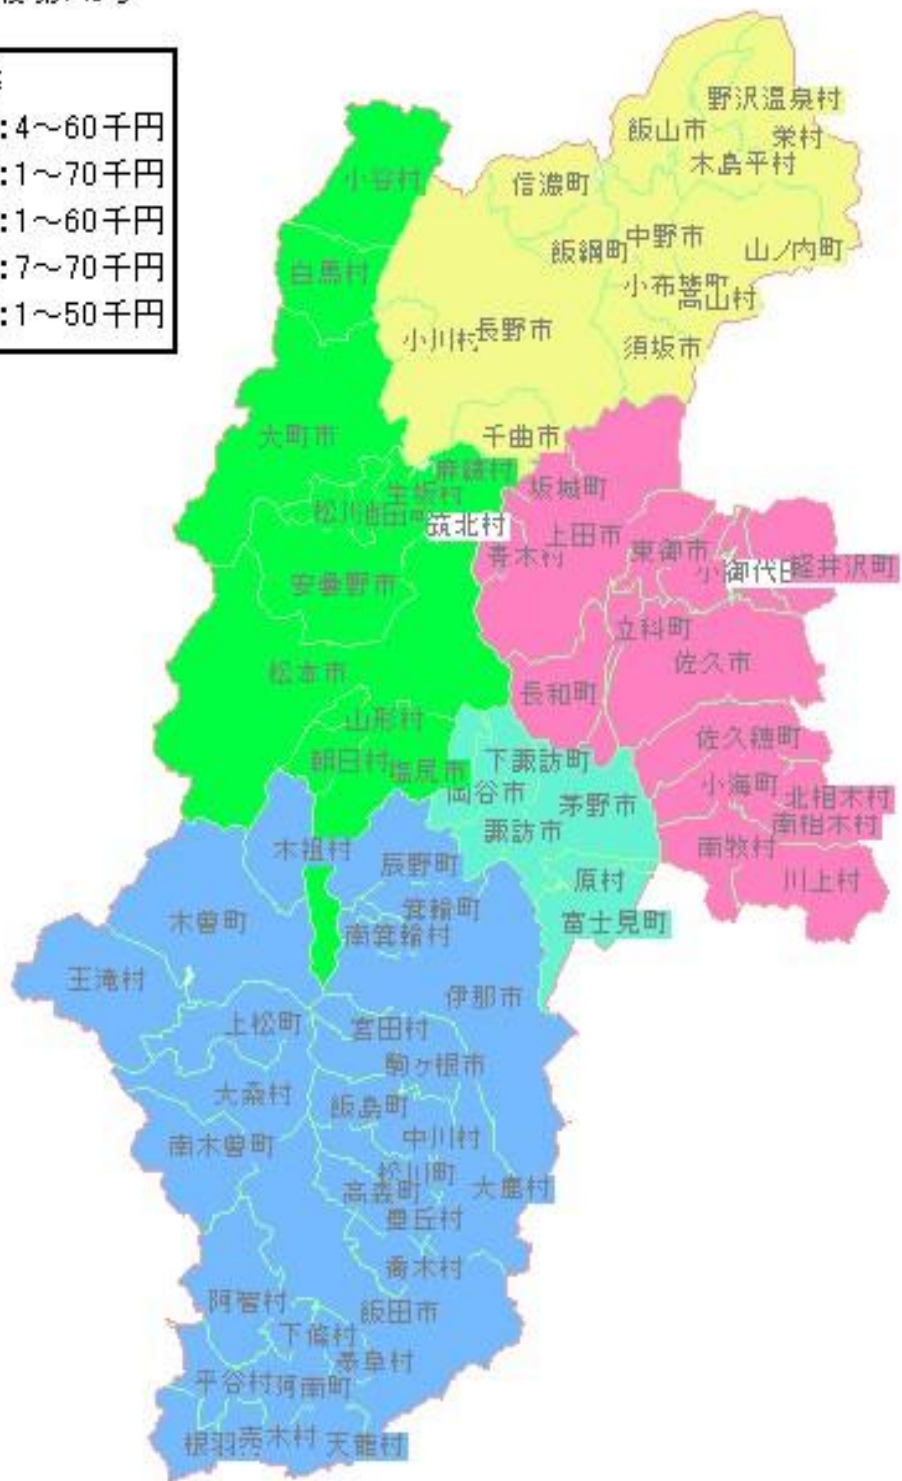 :4～60千円
:1～70千円
:1～60千円
:7～70千円
:1～50千円
野沢温泉村
飯山市
栄村
木島平村
小谷村
信濃町
中野市
飯綱町
山ノ内町
白馬村
小布施町
高山村
長野市
小川村
須坂市
大町市
千曲市
麻績村
生坂村
坂城町
松川
池田町
筑北村
上田市
青木村
東御市
小
御代田
軽井沢町
安曇野市
立科町
佐久市
松本市
長和町
山形村
佐久穂町
下諏訪町
朝日村
塩尻市
小海町
岡谷市
茅野市
北相木村
諏訪市
南相木村
木祖村
南牧村
辰野町
原村
川上村
箕輪町
木曽町
富士見町
南箕輪村
王滝村
伊那市
上松町
宮田村
駒ヶ根市
大桑村
飯島町
中川村
南木曽町
松川町
高森町
大鹿村
豊丘村
喬木村
阿智村
飯田市
下條村
泰阜村
平谷村
阿南町
根羽
売木村
天龍村